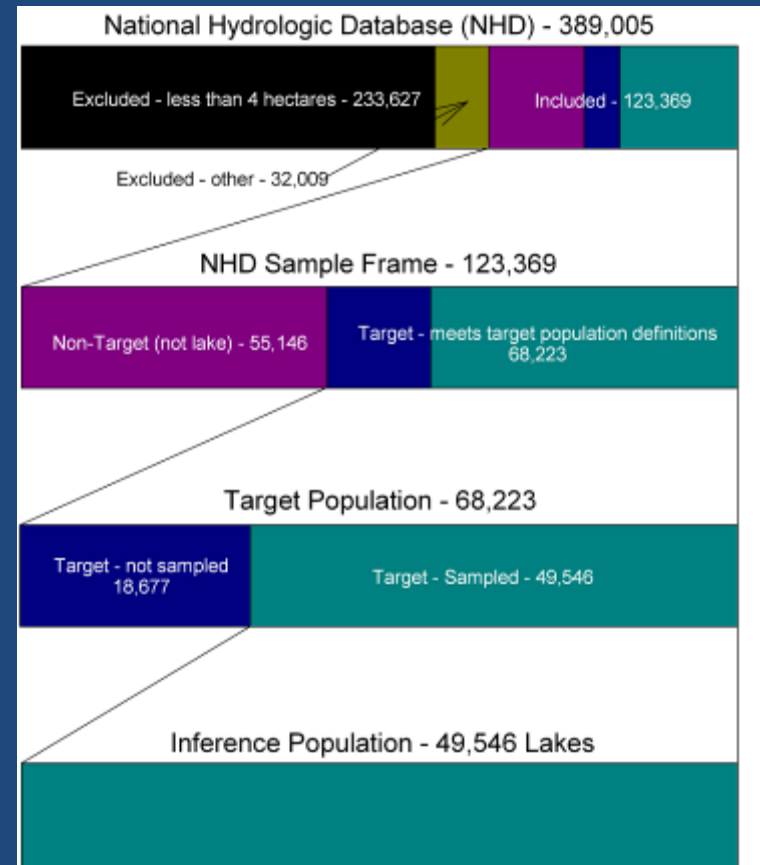 National Hydrologic Database (NHD) - 389,005
Excluded - less than 4 hectares - 233,627
Included - 123,369
Excluded - other - 32,009
NHD Sample Frame - 123,369
Non-Target (not lake) - 55,146
Target - meets target population definitions
68,223
Target Population - 68,223
Target - not sampled
18,677
Target - Sampled - 49,546
Inference Population - 49,546 Lakes